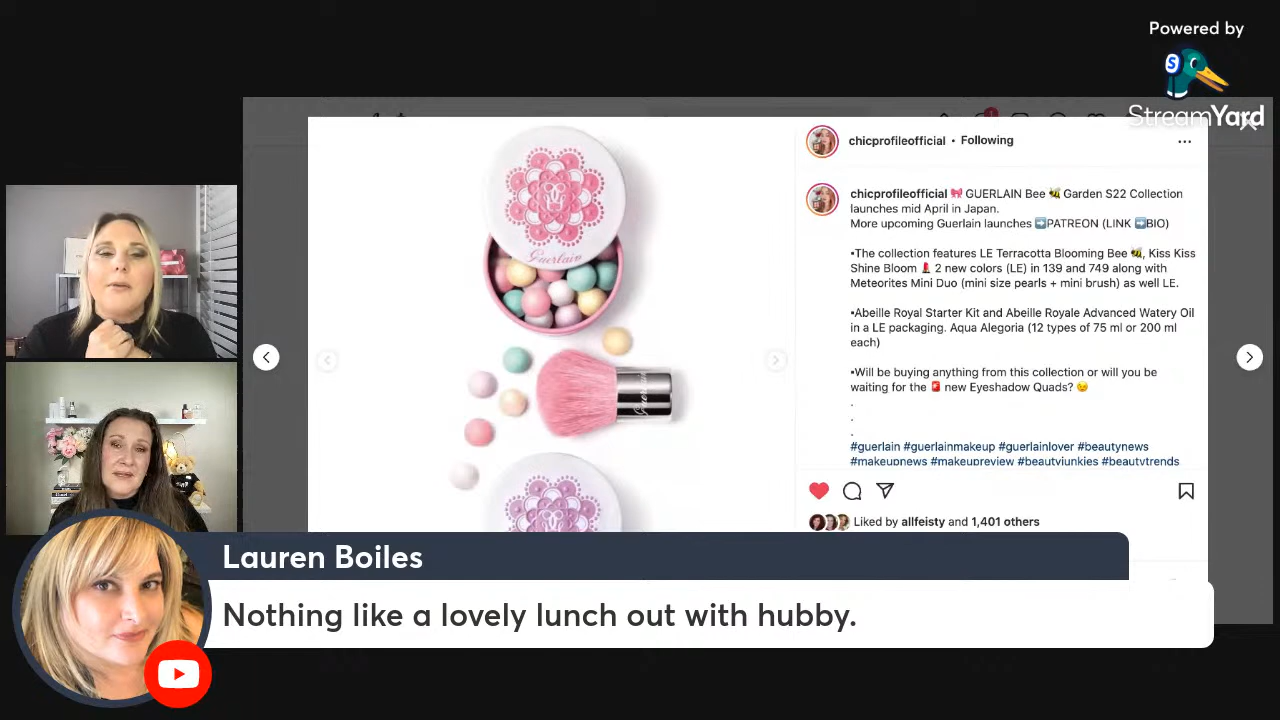 Powered by
StreamYard
chicprofileofficial • Following
chicprofileofficial 🎀 GUERLAIN Bee 🐝 Garden S22 Collection
launches mid April in Japan.
More upcoming Guerlain launches ➡️PATREON (LINK ➡️BIO)
•The collection features LE Terracotta Blooming Bee 🐝, Kiss Kiss
Shine Bloom 💄 2 new colors (LE) in 139 and 749 along with
Meteorites Mini Duo (mini size pearls + mini brush) as well LE.
•Abeille Royal Starter Kit and Abeille Royale Advanced Watery Oil
in a LE packaging. Aqua Alegoria (12 types of 75 ml or 200 ml
each)
•Will be buying anything from this collection or will you be
waiting for the 🚨 new Eyeshadow Quads? 😉
.
.
.
#guerlain #guerlainmakeup #guerlainlover #beautynews
#makeupnews #makeupreview #beautyjunkies #beautytrends
Liked by allfeisty and 1,401 others
Guerlain
Guerlain
Lauren Boiles
Nothing like a lovely lunch out with hubby.